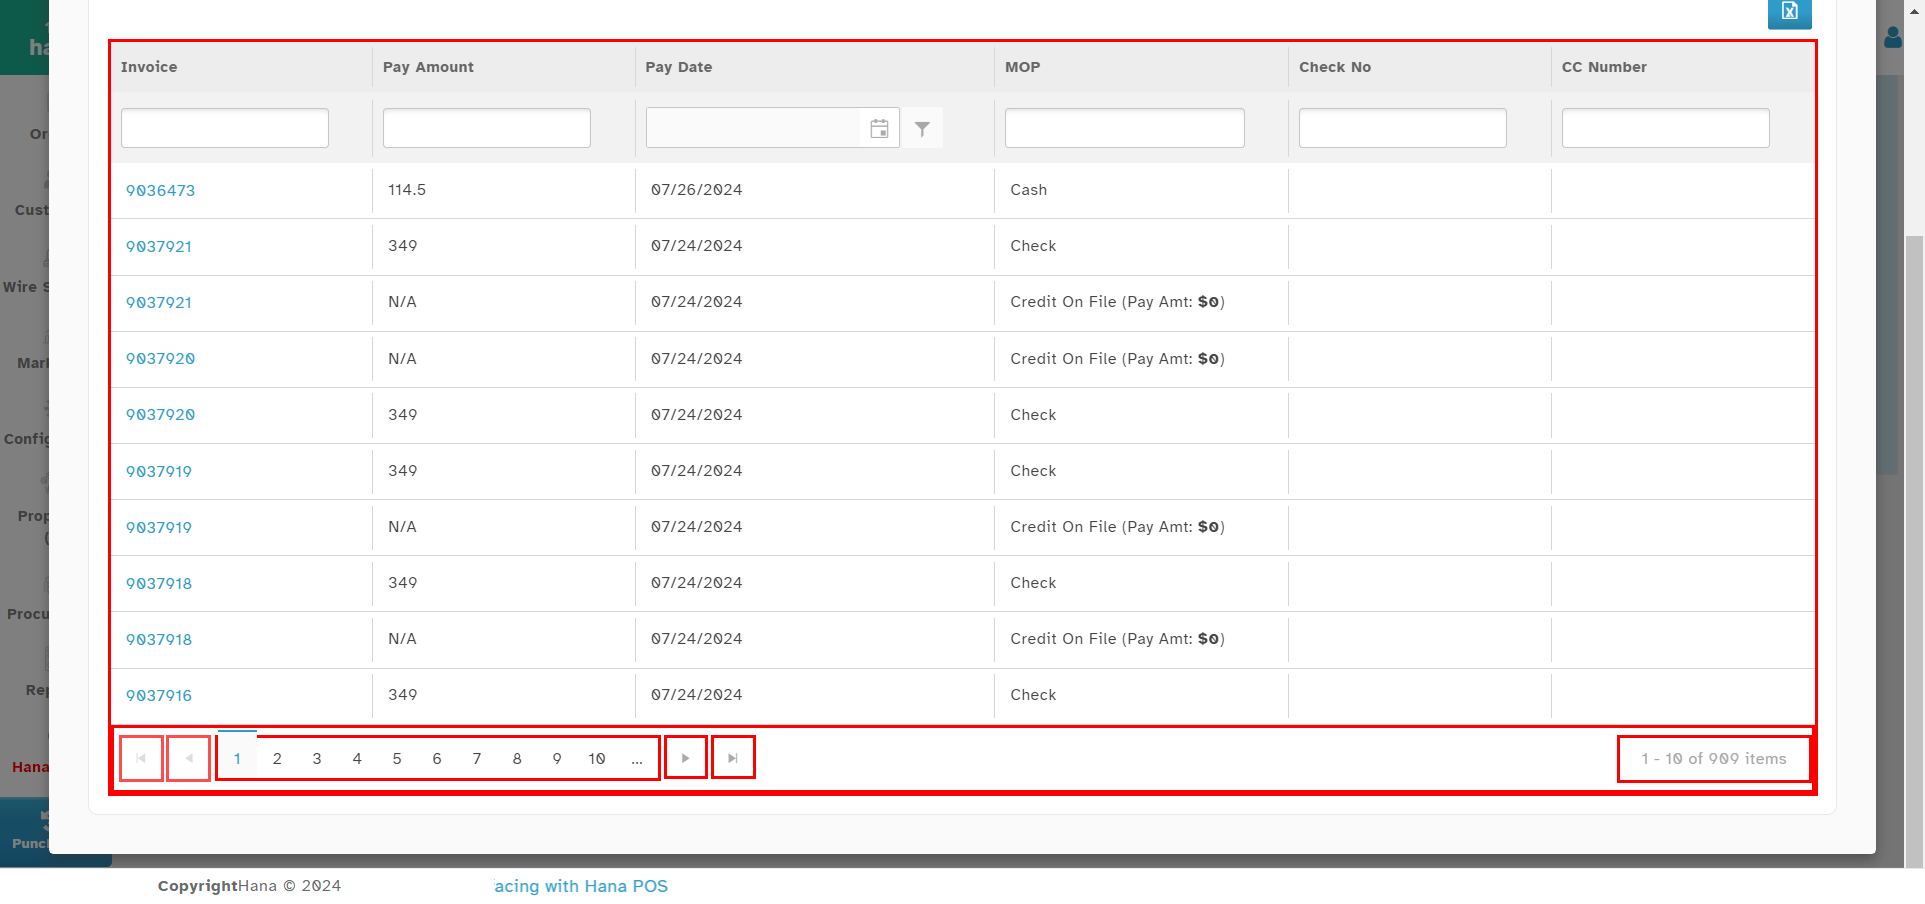 ha
Invoice Pay Amount Pay Date MOP Check No CC Number
Or
9036473 114.5 07/26/2024 Cash
Cust
9037921 349 07/24/2024 Check
Wire S
9037921 N/A 07/24/2024 Credit On File (Pay Amt: $0)
Mar
9037920 N/A 07/24/2024 Credit On File (Pay Amt: $0)
9037920 349 07/24/2024 Check
Config
9037919 349 07/24/2024 Check
Prop
(
9037919 N/A 07/24/2024 Credit On File (Pay Amt: $0)
9037918 349 07/24/2024 Check
Procu
9037918 N/A 07/24/2024 Credit On File (Pay Amt: $0)
Rep
9037916 349 07/24/2024 Check
Hana
1 2 3 4 5 6 7 8 9 10 ... 1 - 10 of 909 items
Punc
CopyrightHana © 2024 acing with Hana POS